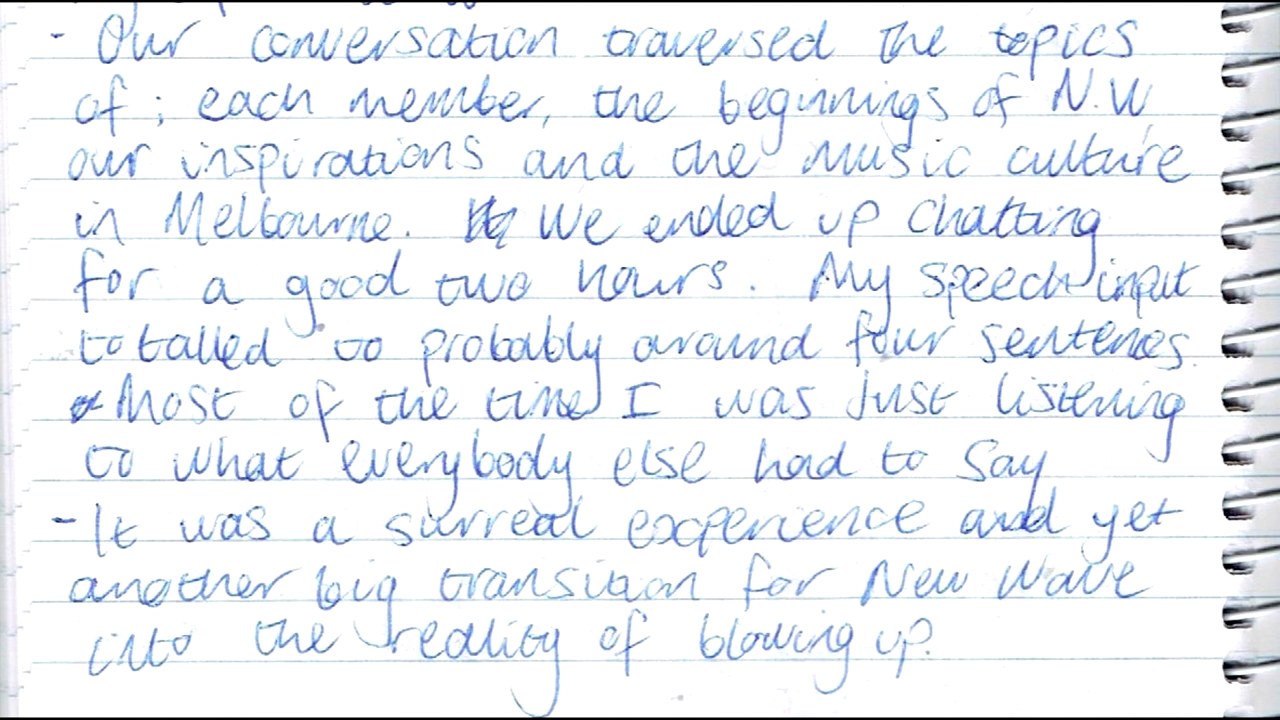 - Our conversation traversed the topics
of; each member, the beginnings of N.W,
our inspirations and the music culture
in Melbourne. We ended up chatting
for a good two hours. My speech input
totalled to probably around four sentences.
Most of the time I was just listening
to what everybody else had to say
- It was a surreal experience and yet
another big transition for New Wave
into the reality of blowing up.